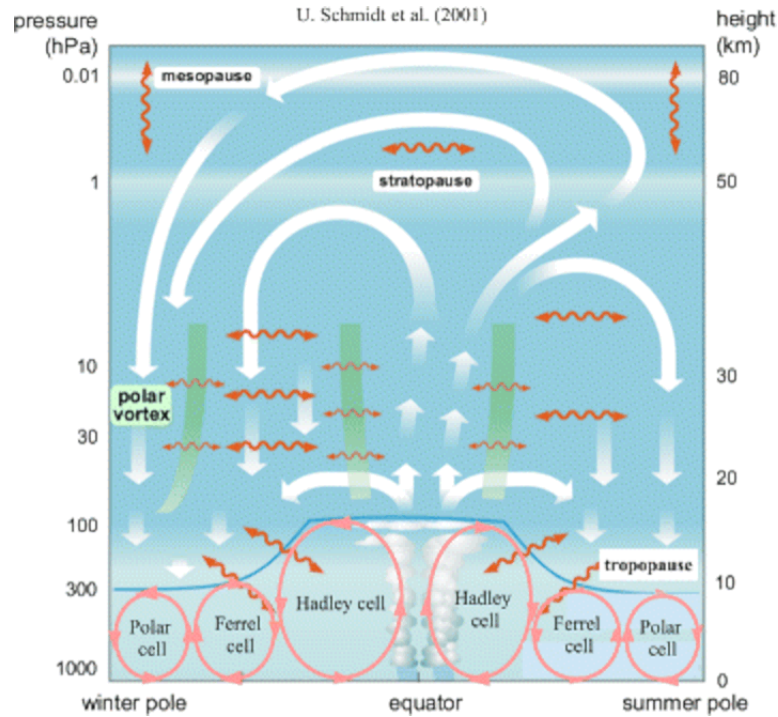 U. Schmidt et al. (2001)
pressure
(hPa)
height
(km)
0.01
mesopause
80
1
stratopause
50
10
30
polar
vortex
30
20
100
tropopause
300
10
Polar
cell
Ferrel
cell
Hadley cell
Hadley
cell
Ferrel
cell
Polar
cell
1000
0
winter pole
equator
summer pole